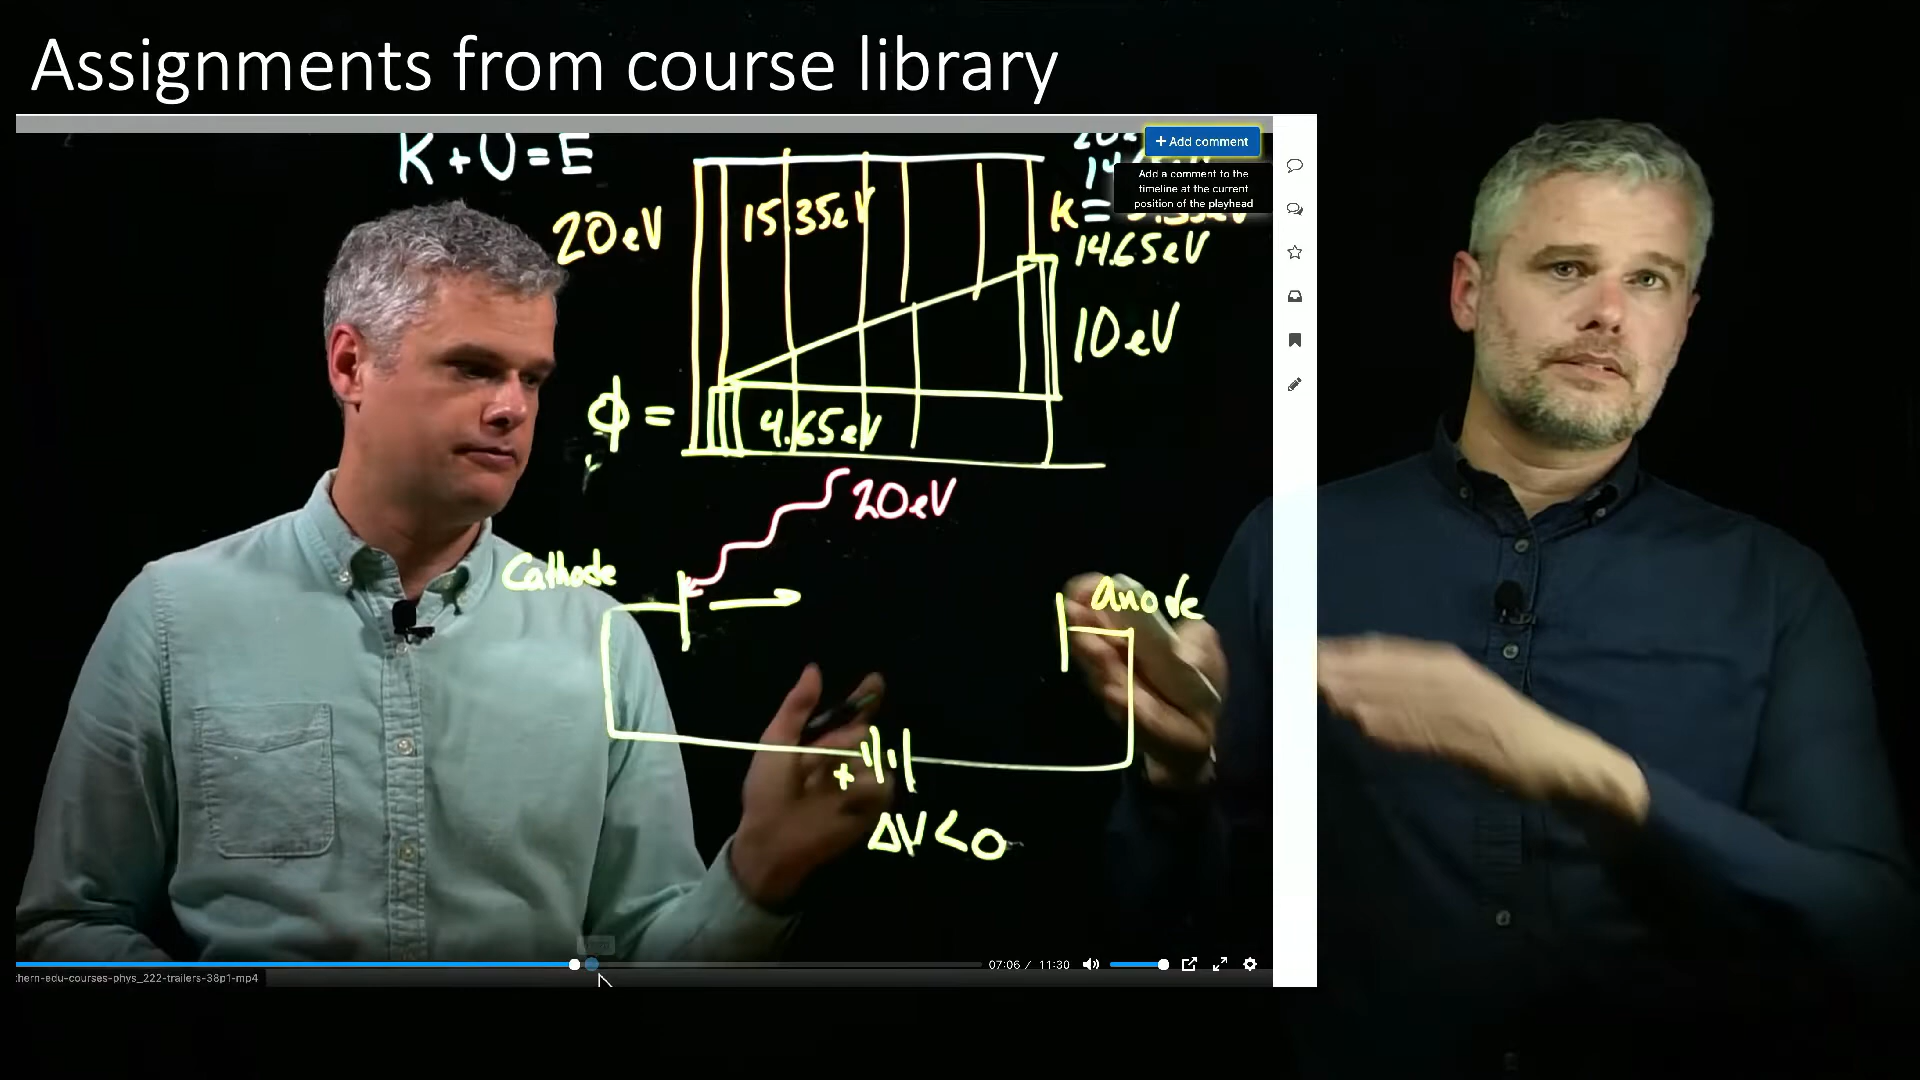 Assignments from course library
K+U=E
+ Add comment
Add a comment to the
timeline at the current
position of the playhead
20eV
15.35eV
K =
14.65eV
10eV
ϕ =
4.65eV
20eV
Cathode
anode
+
ΔV<0
07:06 / 11:30
hern-edu-courses-phys_222-trailers-38p1-mp4